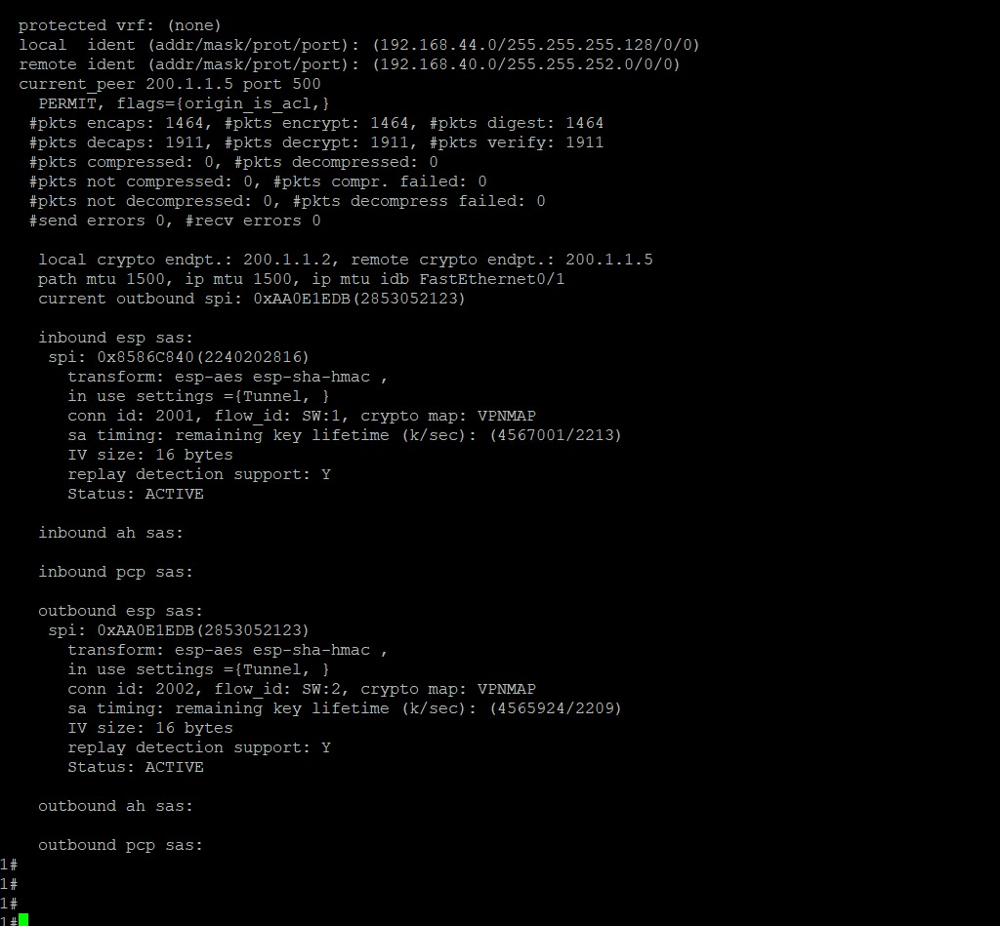 protected vrf: (none)
local  ident (addr/mask/prot/port): (192.168.44.0/255.255.255.128/0/0)
remote ident (addr/mask/prot/port): (192.168.40.0/255.255.252.0/0/0)
current_peer 200.1.1.5 port 500
PERMIT, flags={origin_is_acl,}
#pkts encaps: 1464, #pkts encrypt: 1464, #pkts digest: 1464
#pkts decaps: 1911, #pkts decrypt: 1911, #pkts verify: 1911
#pkts compressed: 0, #pkts decompressed: 0
#pkts not compressed: 0, #pkts compr. failed: 0
#pkts not decompressed: 0, #pkts decompress failed: 0
#send errors 0, #recv errors 0
local crypto endpt.: 200.1.1.2, remote crypto endpt.: 200.1.1.5
path mtu 1500, ip mtu 1500, ip mtu idb FastEthernet0/1
current outbound spi: 0xAA0E1EDB(2853052123)
inbound esp sas:
spi: 0x8586C840(2240202816)
transform: esp-aes esp-sha-hmac ,
in use settings ={Tunnel, }
conn id: 2001, flow_id: SW:1, crypto map: VPNMAP
sa timing: remaining key lifetime (k/sec): (4567001/2213)
IV size: 16 bytes
replay detection support: Y
Status: ACTIVE
inbound ah sas:
inbound pcp sas:
outbound esp sas:
spi: 0xAA0E1EDB(2853052123)
transform: esp-aes esp-sha-hmac ,
in use settings ={Tunnel, }
conn id: 2002, flow_id: SW:2, crypto map: VPNMAP
sa timing: remaining key lifetime (k/sec): (4565924/2209)
IV size: 16 bytes
replay detection support: Y
Status: ACTIVE
outbound ah sas:
outbound pcp sas:
1#
1#
1#
1#